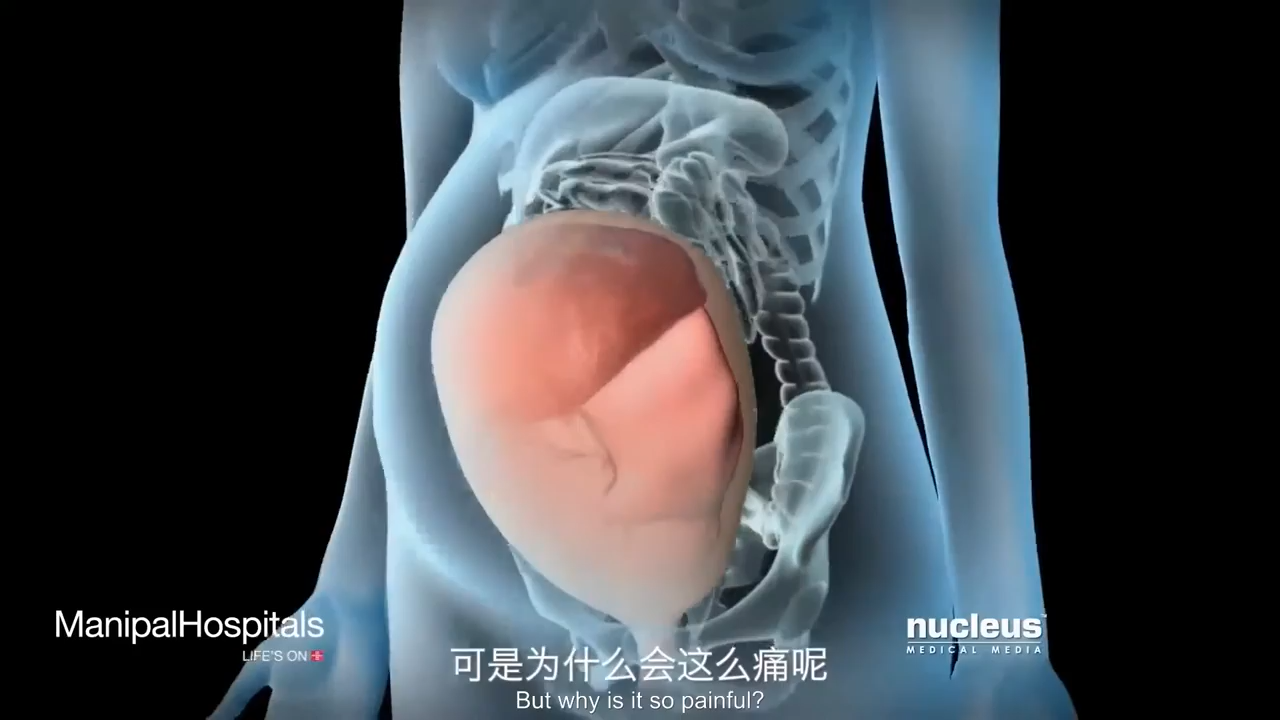 ManipalHospitals
LIFE'S ON
nucleus™
MEDICAL MEDIA
可是为什么会这么痛呢
But why is it so painful?